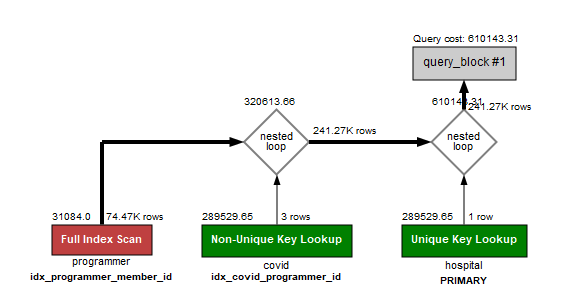 Query cost: 610143.31
query_block #1
320613.66
610143.31
241.27K rows
nested
loop
241.27K rows
nested
loop
31084.0
74.47K rows
289529.65
3 rows
289529.65
1 row
Full Index Scan
Non-Unique Key Lookup
Unique Key Lookup
programmer
covid
hospital
idx_programmer_member_id
idx_covid_programmer_id
PRIMARY